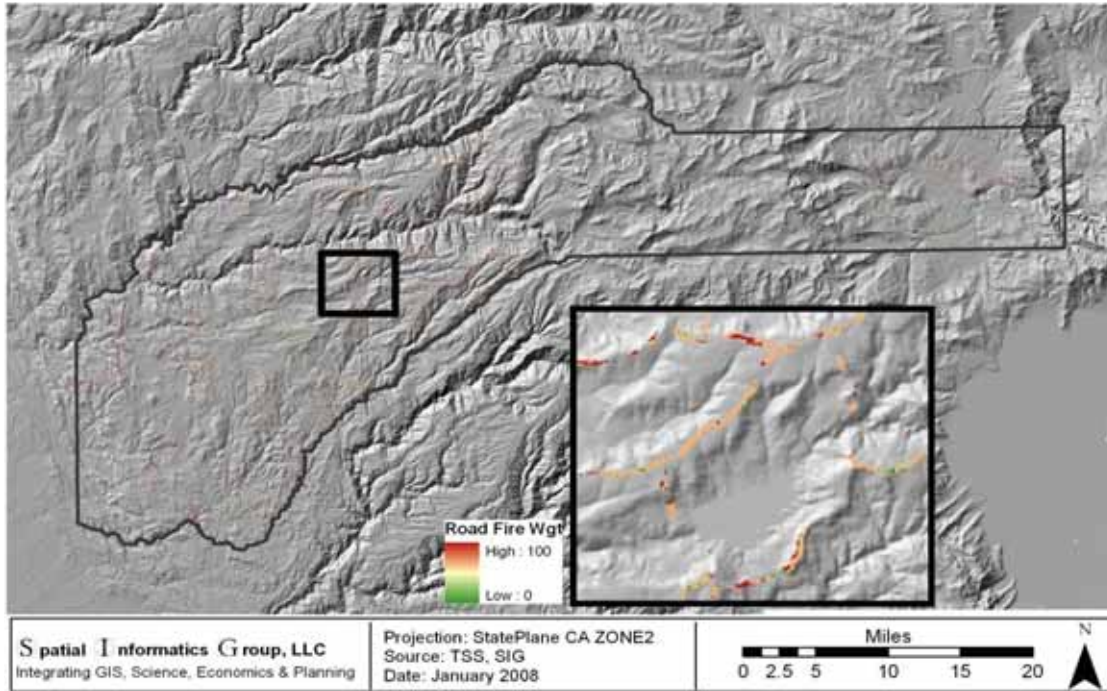 Road Fire Wgt
High : 100
Low : 0
Spatial Informatics Group, LLC
Integrating GIS, Science, Economics & Planning
Projection: StatePlane CA ZONE2
Source: TSS, SIG
Date: January 2008
Miles
0 2.5 5 10 15 20
N